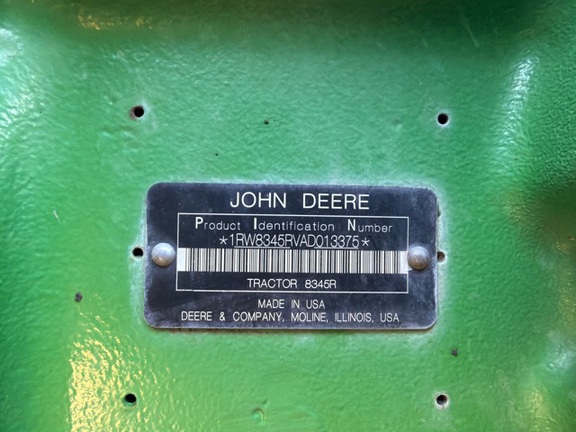 JOHN DEERE
Product Identification Number
*1RW8345RVAD013375*
TRACTOR 8345R
MADE IN USA
DEERE & COMPANY, MOLINE, ILLINOIS, USA